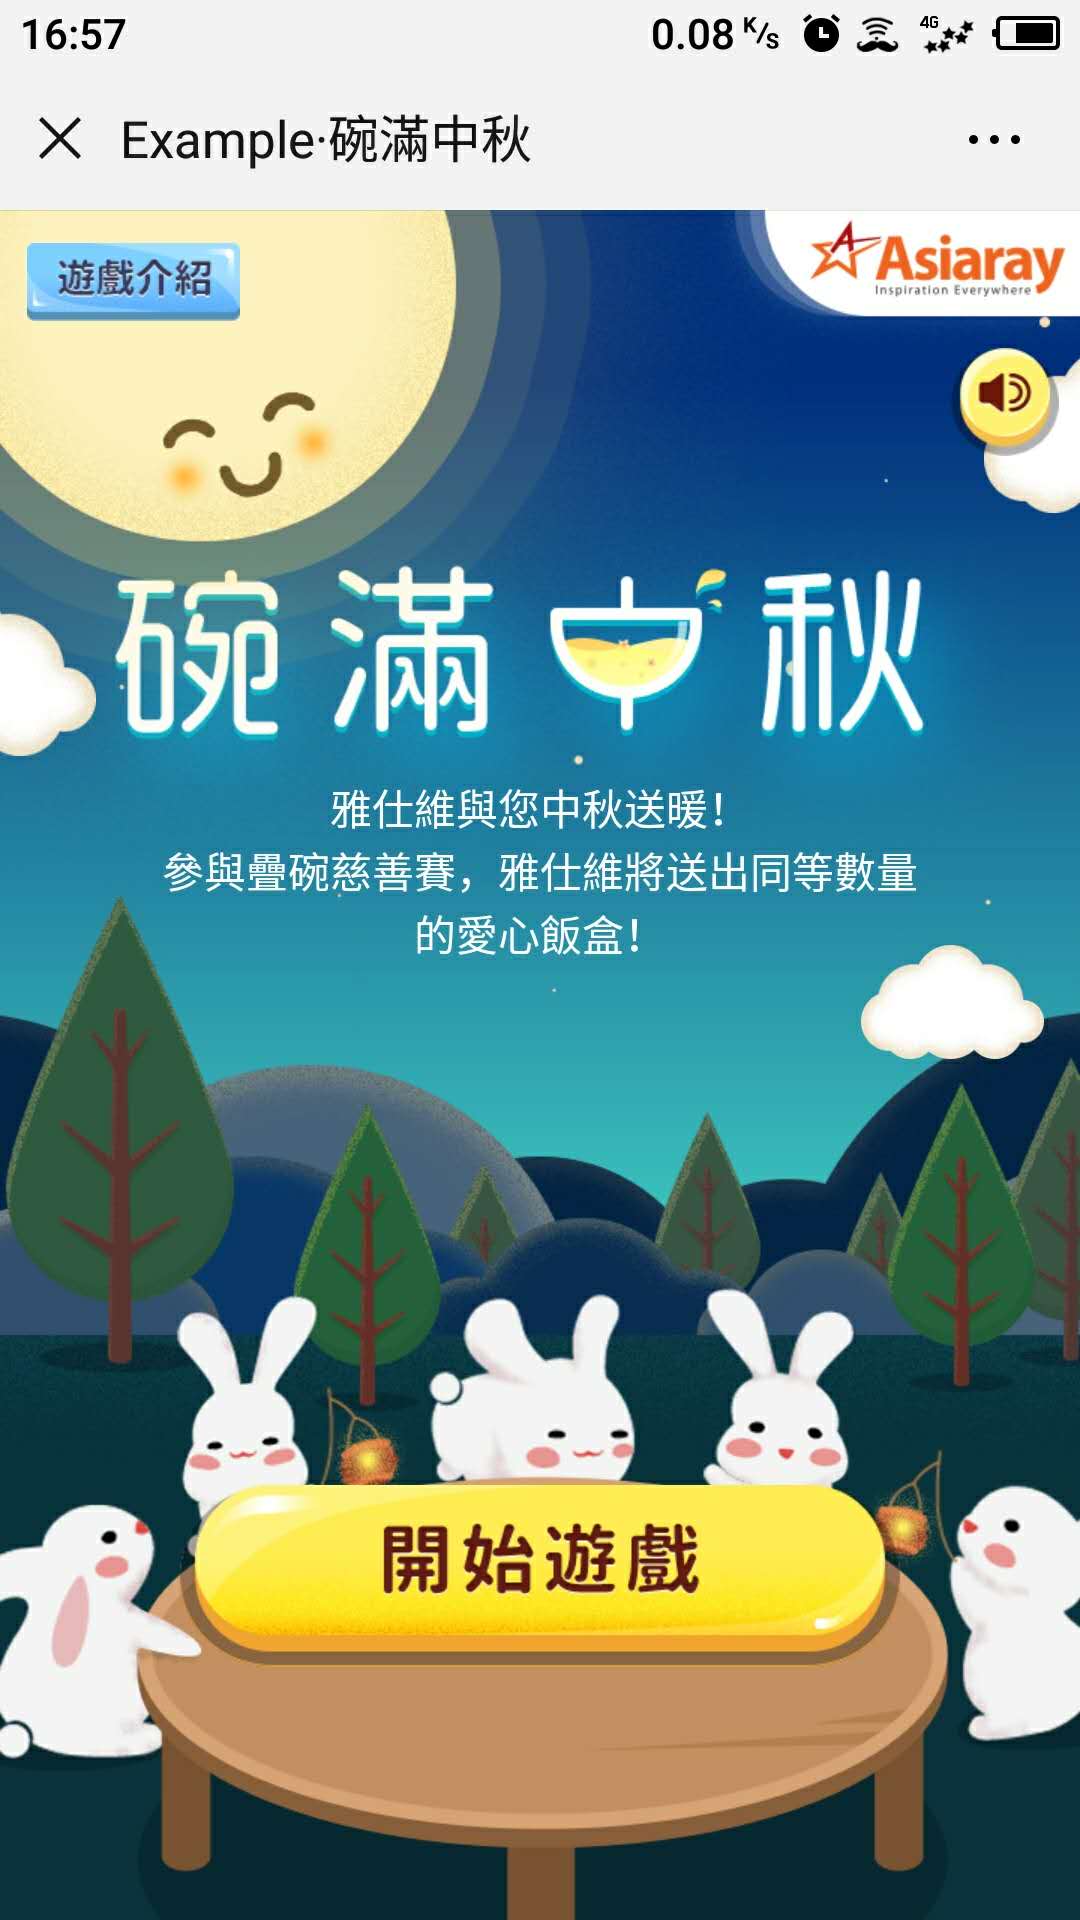 16:57
0.08 K/s
4G
Example·碗滿中秋
遊戲介紹
Asiaray
Inspiration Everywhere
碗滿中秋
雅仕維與您中秋送暖！
參與疊碗慈善賽，雅仕維將送出同等數量
的愛心飯盒！
開始遊戲